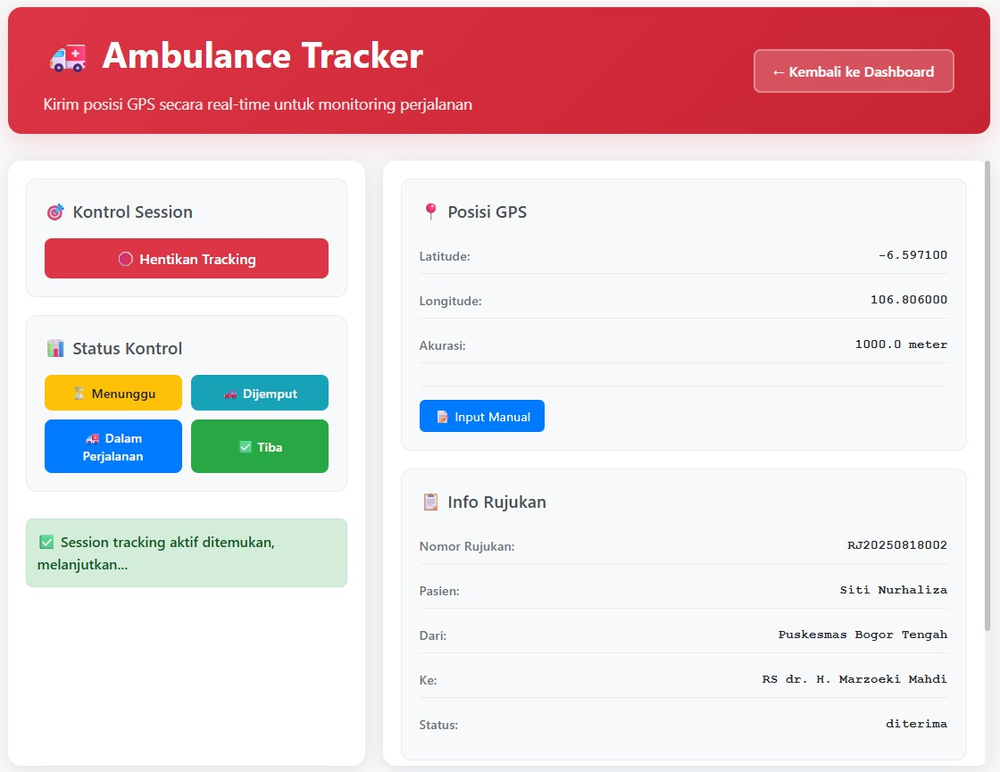 🚑 Ambulance Tracker
Kirim posisi GPS secara real-time untuk monitoring perjalanan
← Kembali ke Dashboard
🎯 Kontrol Session
Hentikan Tracking
📊 Status Kontrol
⏳ Menunggu
🚗 Dijemput
🚑 Dalam
Perjalanan
✅ Tiba
✅ Session tracking aktif ditemukan,
melanjutkan...
📍 Posisi GPS
Latitude: -6.597100
Longitude: 106.806000
Akurasi: 1000.0 meter
📝 Input Manual
📋 Info Rujukan
Nomor Rujukan: RJ20250818002
Pasien: Siti Nurhaliza
Dari: Puskesmas Bogor Tengah
Ke: RS dr. H. Marzoeki Mahdi
Status: diterima